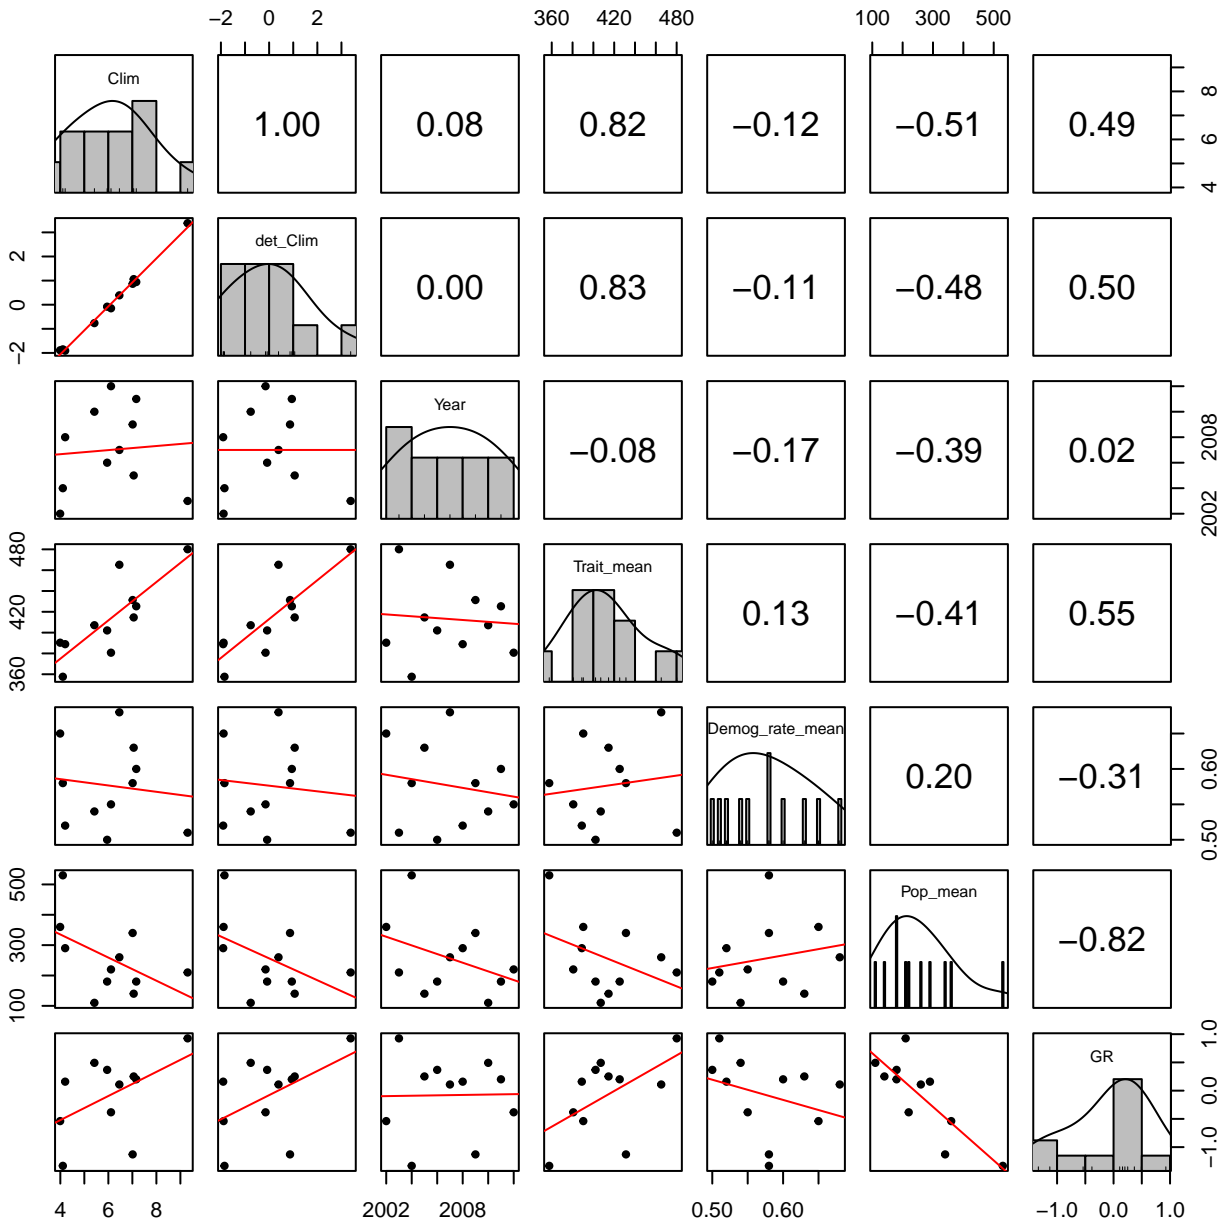 −2 0 2 360 420 480 100 300 500
Clim 1.00 0.08 0.82 −0.12 −0.51 0.49 4 6 8
−2 0 2 det_Clim 0.00 0.83 −0.11 −0.48 0.50
Year −0.08 −0.17 −0.39 0.02 2002 2008
360 420 480 Trait_mean 0.13 −0.41 0.55
Demog_rate_mean 0.20 −0.31 0.50 0.60
100 300 500 Pop_mean −0.82
GR −1.0 0.0 1.0
4 6 8 2002 2008 0.50 0.60 −1.0 0.0 1.0